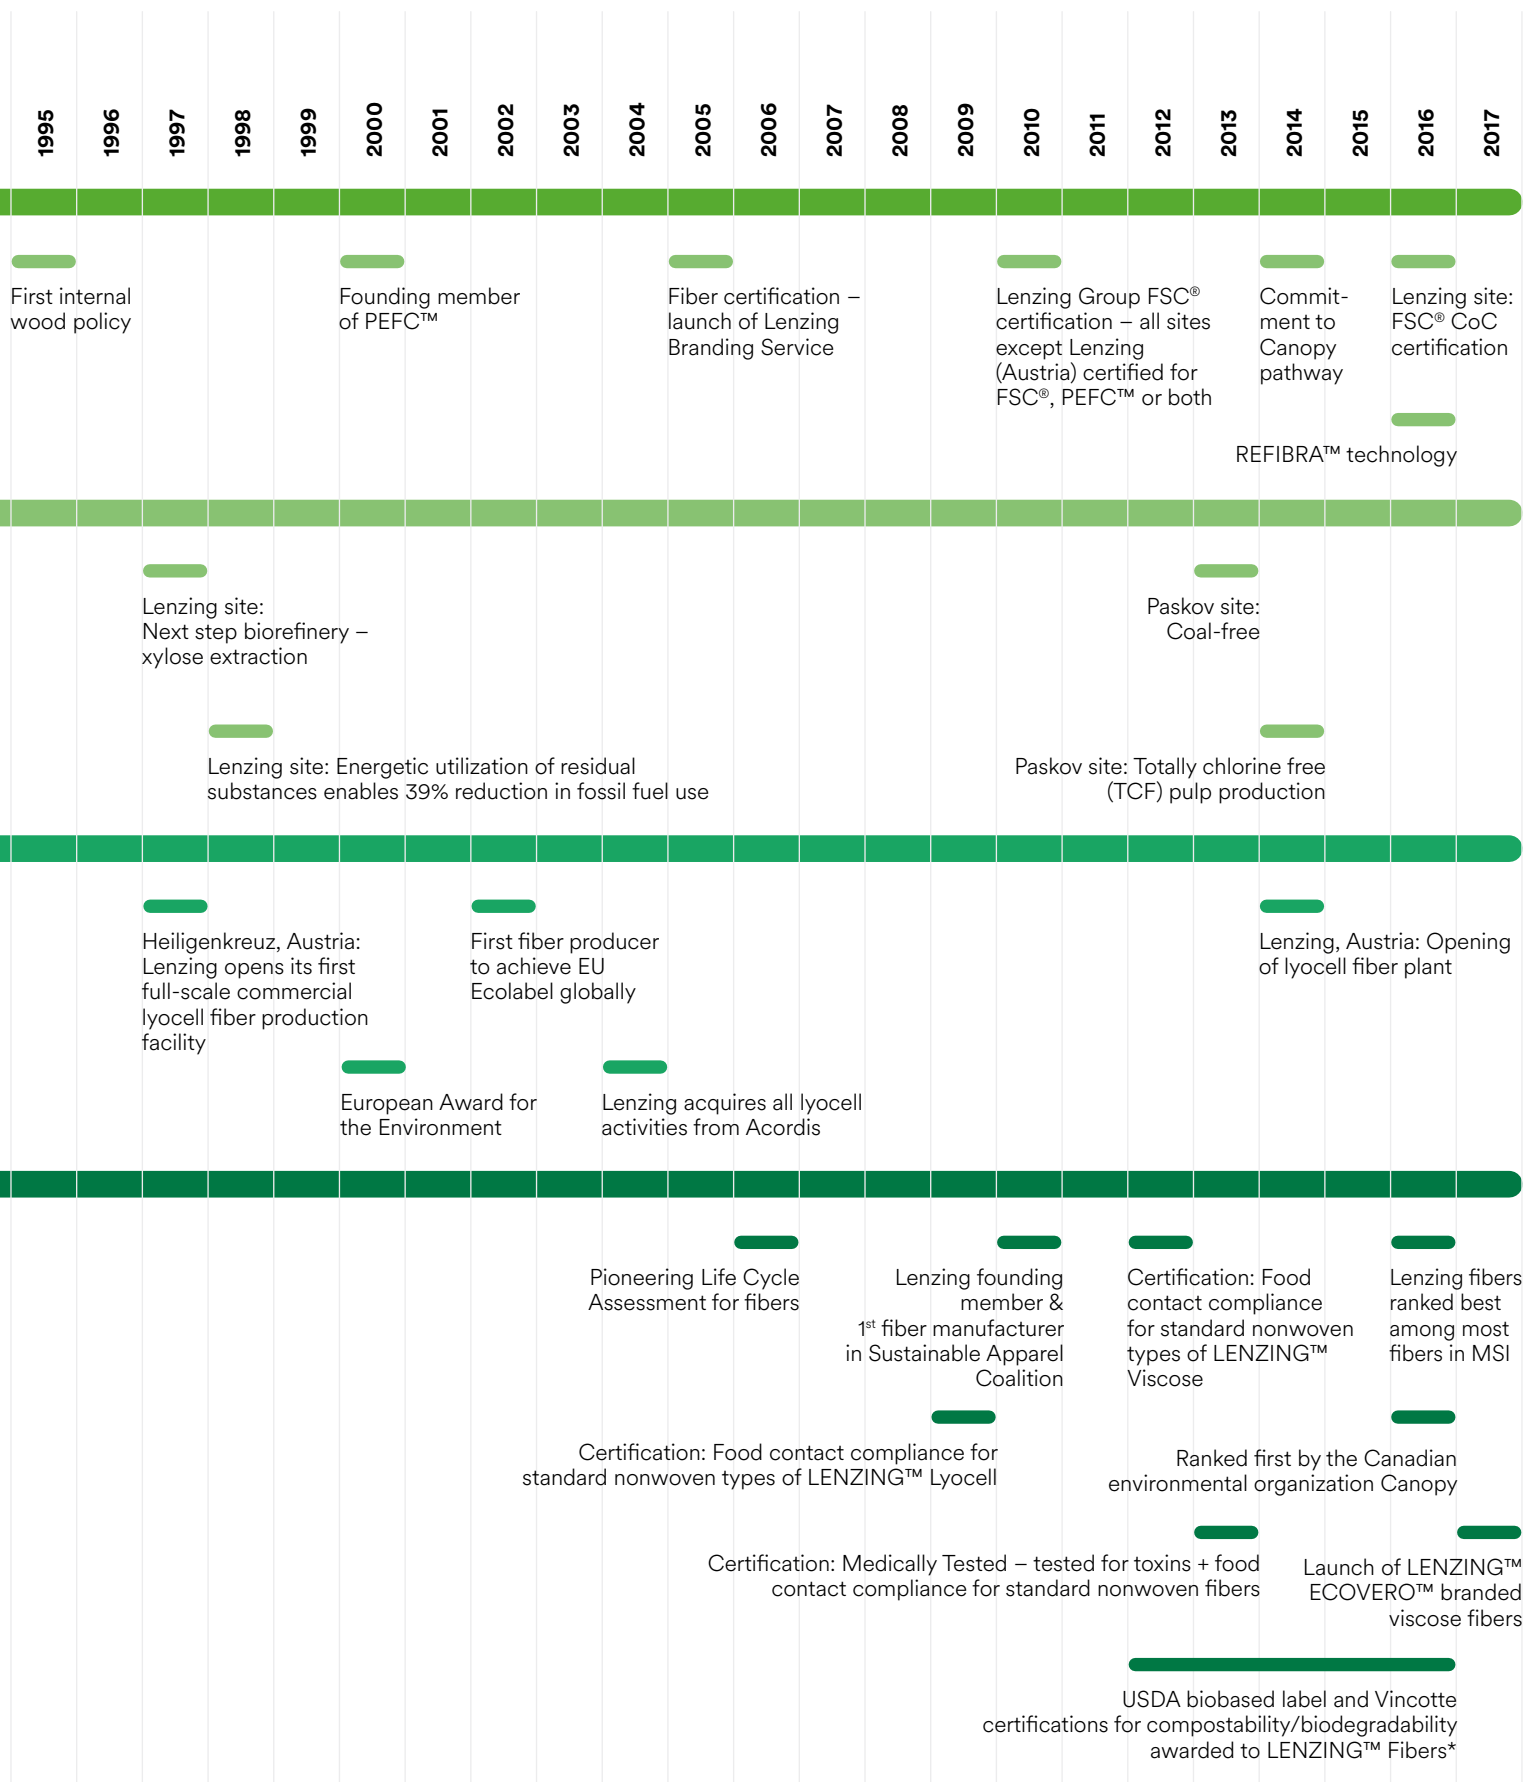 1995
1996
1997
1998
1999
2000
2001
2002
2003
2004
2005
2006
2007
2008
2009
2010
2011
2012
2013
2014
2015
2016
2017
First internal
wood policy
Founding member
of PEFC™
Fiber certification –
launch of Lenzing
Branding Service
Lenzing Group FSC®
certification – all sites
except Lenzing
(Austria) certified for
FSC®, PEFC™ or both
Commit-
ment to
Canopy
pathway
Lenzing site:
FSC® CoC
certification
REFIBRA™ technology
Lenzing site:
Next step biorefinery –
xylose extraction
Paskov site:
Coal-free
Lenzing site: Energetic utilization of residual
substances enables 39% reduction in fossil fuel use
Paskov site: Totally chlorine free
(TCF) pulp production
Heiligenkreuz, Austria:
Lenzing opens its first
full-scale commercial
lyocell fiber production
facility
First fiber producer
to achieve EU
Ecolabel globally
Lenzing, Austria: Opening
of lyocell fiber plant
European Award for
the Environment
Lenzing acquires all lyocell
activities from Acordis
Pioneering Life Cycle
Assessment for fibers
Lenzing founding
member &
1st fiber manufacturer
in Sustainable Apparel
Coalition
Certification: Food
contact compliance
for standard nonwoven
types of LENZING™
Viscose
Lenzing fibers
ranked best
among most
fibers in MSI
Certification: Food contact compliance for
standard nonwoven types of LENZING™ Lyocell
Ranked first by the Canadian
environmental organization Canopy
Certification: Medically Tested – tested for toxins + food
contact compliance for standard nonwoven fibers
Launch of LENZING™
ECOVERO™ branded
viscose fibers
USDA biobased label and Vincotte
certifications for compostability/biodegradability
awarded to LENZING™ Fibers*